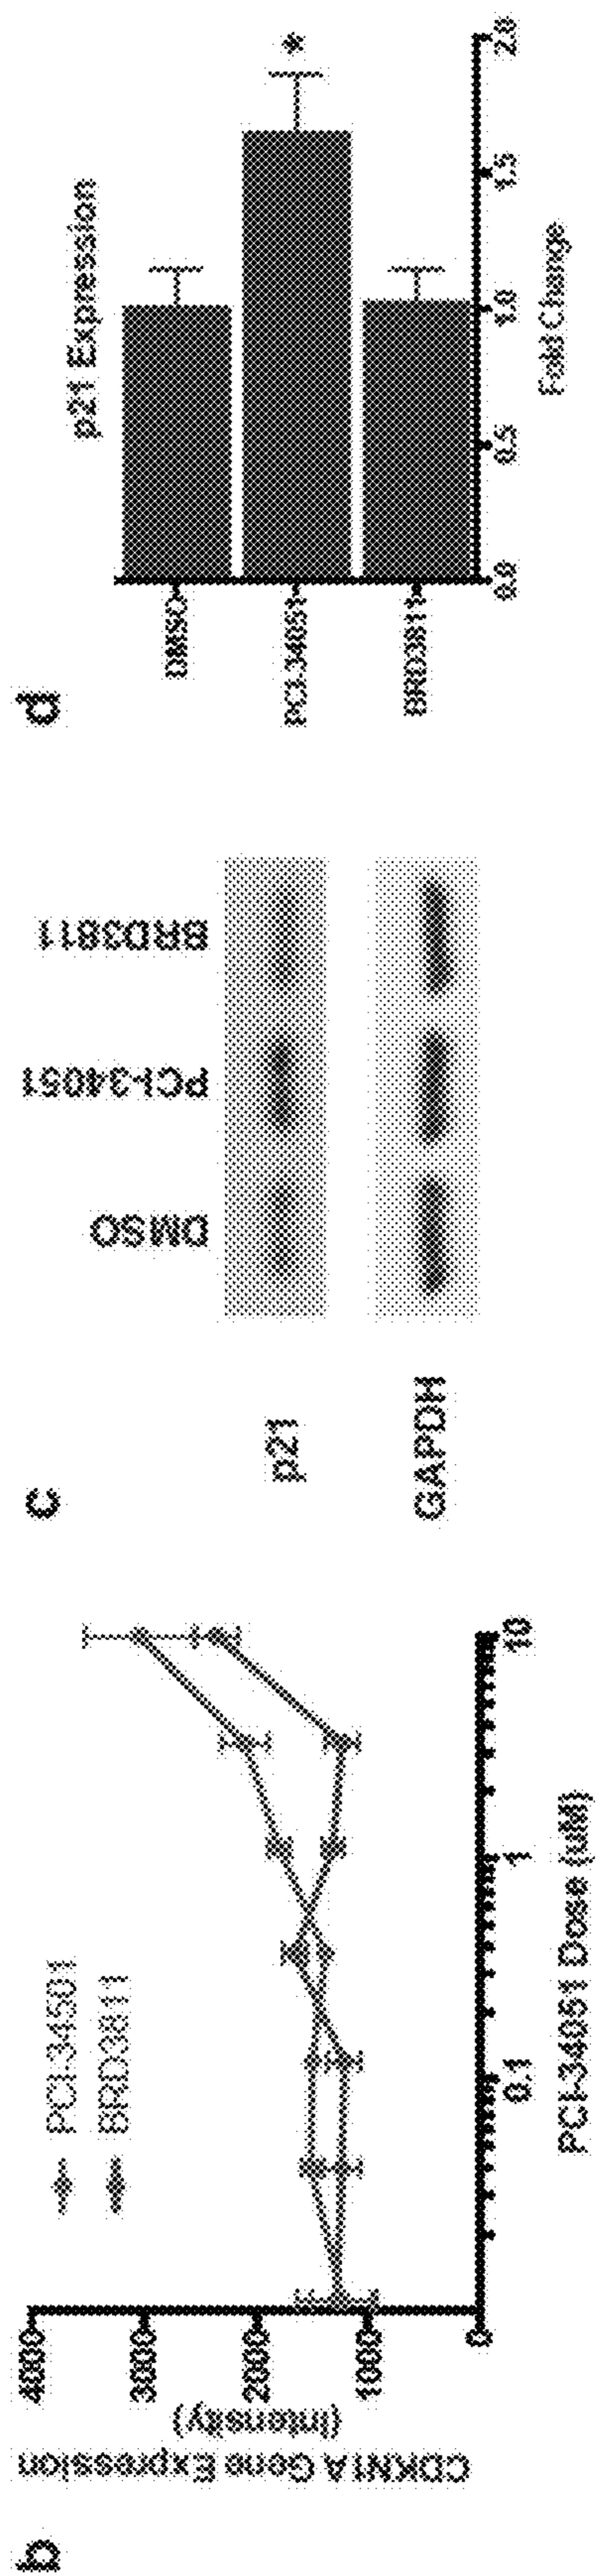 b
CDKN1A Gene Expression
(Intensity)
4000
3000
2000
1000
0
PCI-34501
BRD3811
0.1
1
10
PCI-34051 Dose (uM)
c
DMSO
PCI-34051
BRD3811
p21
GAPDH
d
p21 Expression
DMSO
PCI-34051
BRD3811
*
0.0
0.5
1.0
1.5
2.0
Fold Change